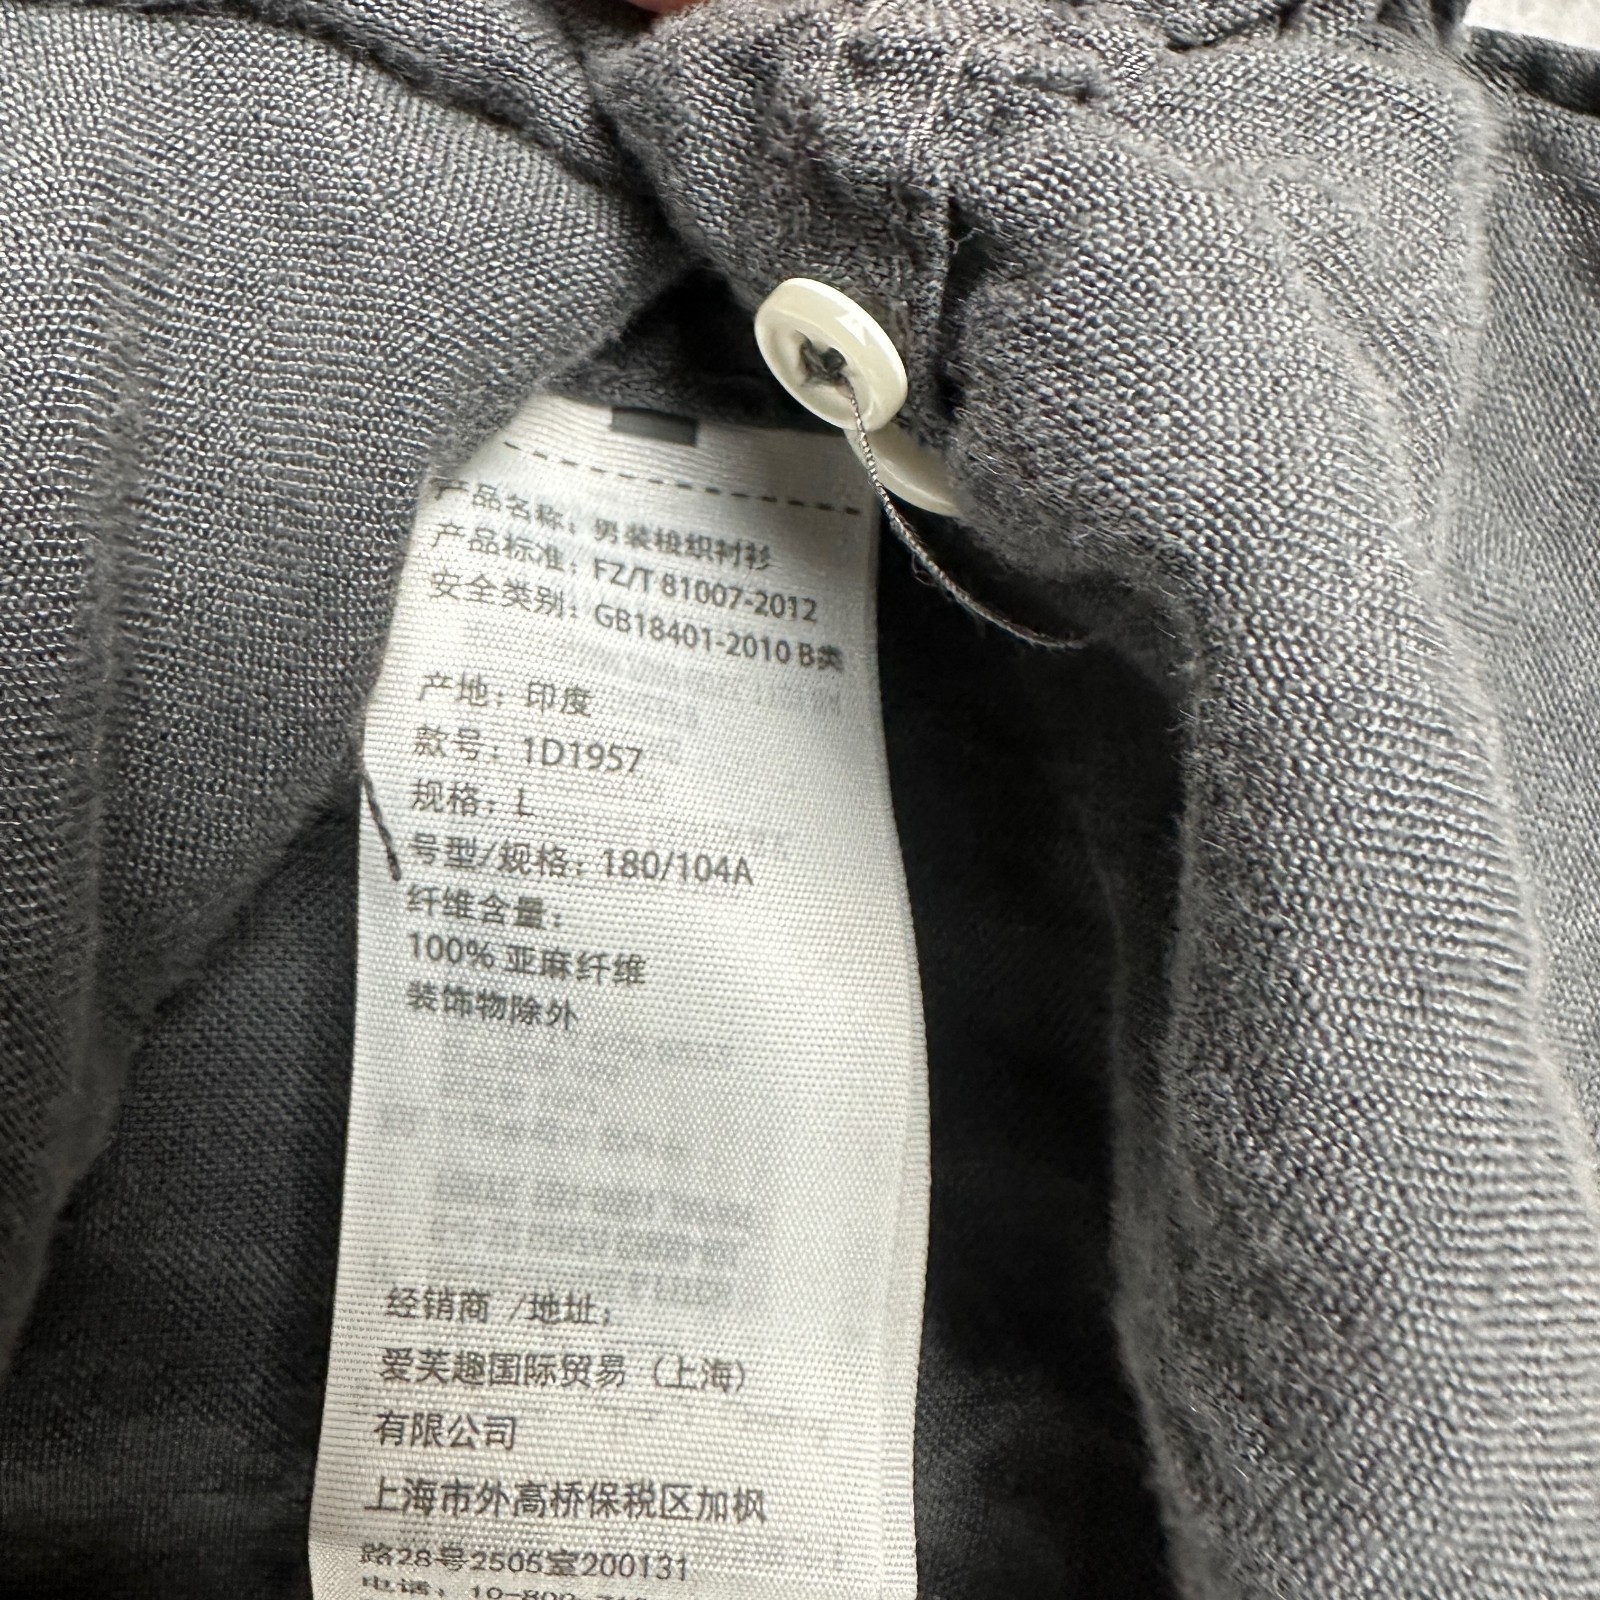 产品名称：男装梭织衬衫
产品标准：FZ/T 81007-2012
安全类别：GB18401-2010 B类
产地：印度
款号：1D1957
规格：L
号型/规格：180/104A
纤维含量：
100% 亚麻纤维
装饰物除外
经销商 /地址：
爱芙趣国际贸易（上海）
有限公司
上海市外高桥保税区加枫
路28号2505室200131
电话：10-800-